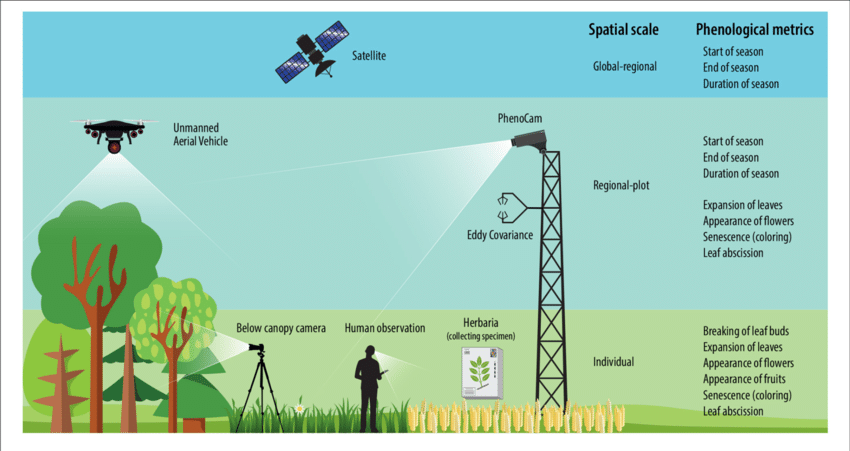 Spatial scale
Phenological metrics
Satellite
Global-regional
Start of season
End of season
Duration of season
Unmanned
Aerial Vehicle
PhenoCam
Eddy Covariance
Regional-plot
Start of season
End of season
Duration of season
Expansion of leaves
Appearance of flowers
Senescence (coloring)
Leaf abscission
Below canopy camera
Human observation
Herbaria
(collecting specimen)
Individual
Breaking of leaf buds
Expansion of leaves
Appearance of flowers
Appearance of fruits
Senescence (coloring)
Leaf abscission